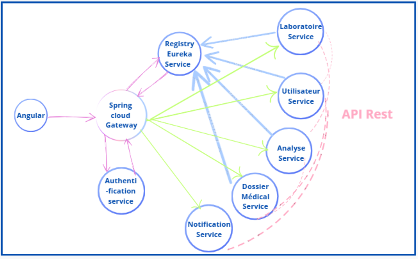 Registry
Eureka
Service
Laboratoire
Service
Utilisateur
Service
API Rest
Angular
Spring
cloud
Gateway
Analyse
Service
Authenti
-fication
service
Dossier
Médical
Service
Notification
Service